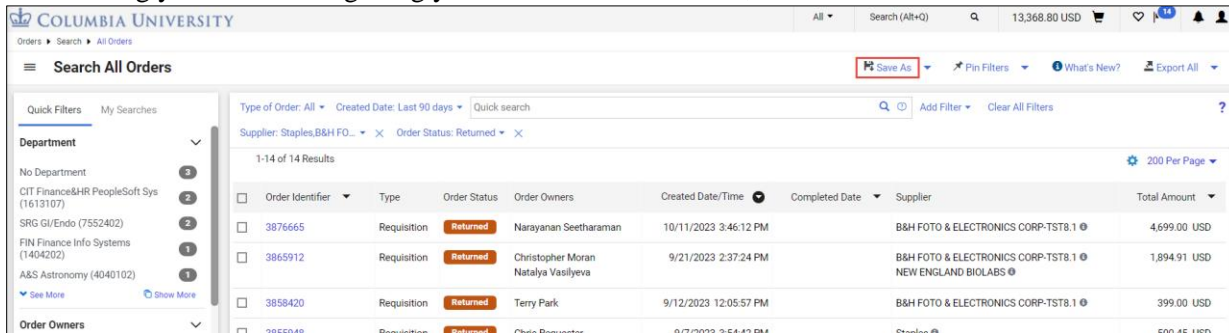 COLUMBIA UNIVERSITY
All Search (Alt+Q) 13,368.80 USD 14
Orders Search All Orders
Search All Orders Save As Pin Filters What's New? Export All
Quick Filters My Searches
Type of Order: All Created Date: Last 90 days Quick search Add Filter Clear All Filters ?
Supplier: Staples,B&H FO... Order Status: Returned
Department
1-14 of 14 Results 200 Per Page
No Department 3
CIT Finance&HR PeopleSoft Sys (1613107) 2
SRG GI/Endo (7552402) 2
FIN Finance Info Systems (1404202) 1
A&S Astronomy (4040102) 1
See More Show More
Order Owners
Order Identifier Type Order Status Order Owners Created Date/Time Completed Date Supplier Total Amount
3876665 Requisition Returned Narayanan Seetharaman 10/11/2023 3:46:12 PM B&H FOTO & ELECTRONICS CORP-TST8.1 4,699.00 USD
3865912 Requisition Returned Christopher Moran 9/21/2023 2:37:24 PM B&H FOTO & ELECTRONICS CORP-TST8.1 1,894.91 USD
Natalya Vasilyeva NEW ENGLAND BIOLABS
3858420 Requisition Returned Terry Park 9/12/2023 12:05:57 PM B&H FOTO & ELECTRONICS CORP-TST8.1 399.00 USD